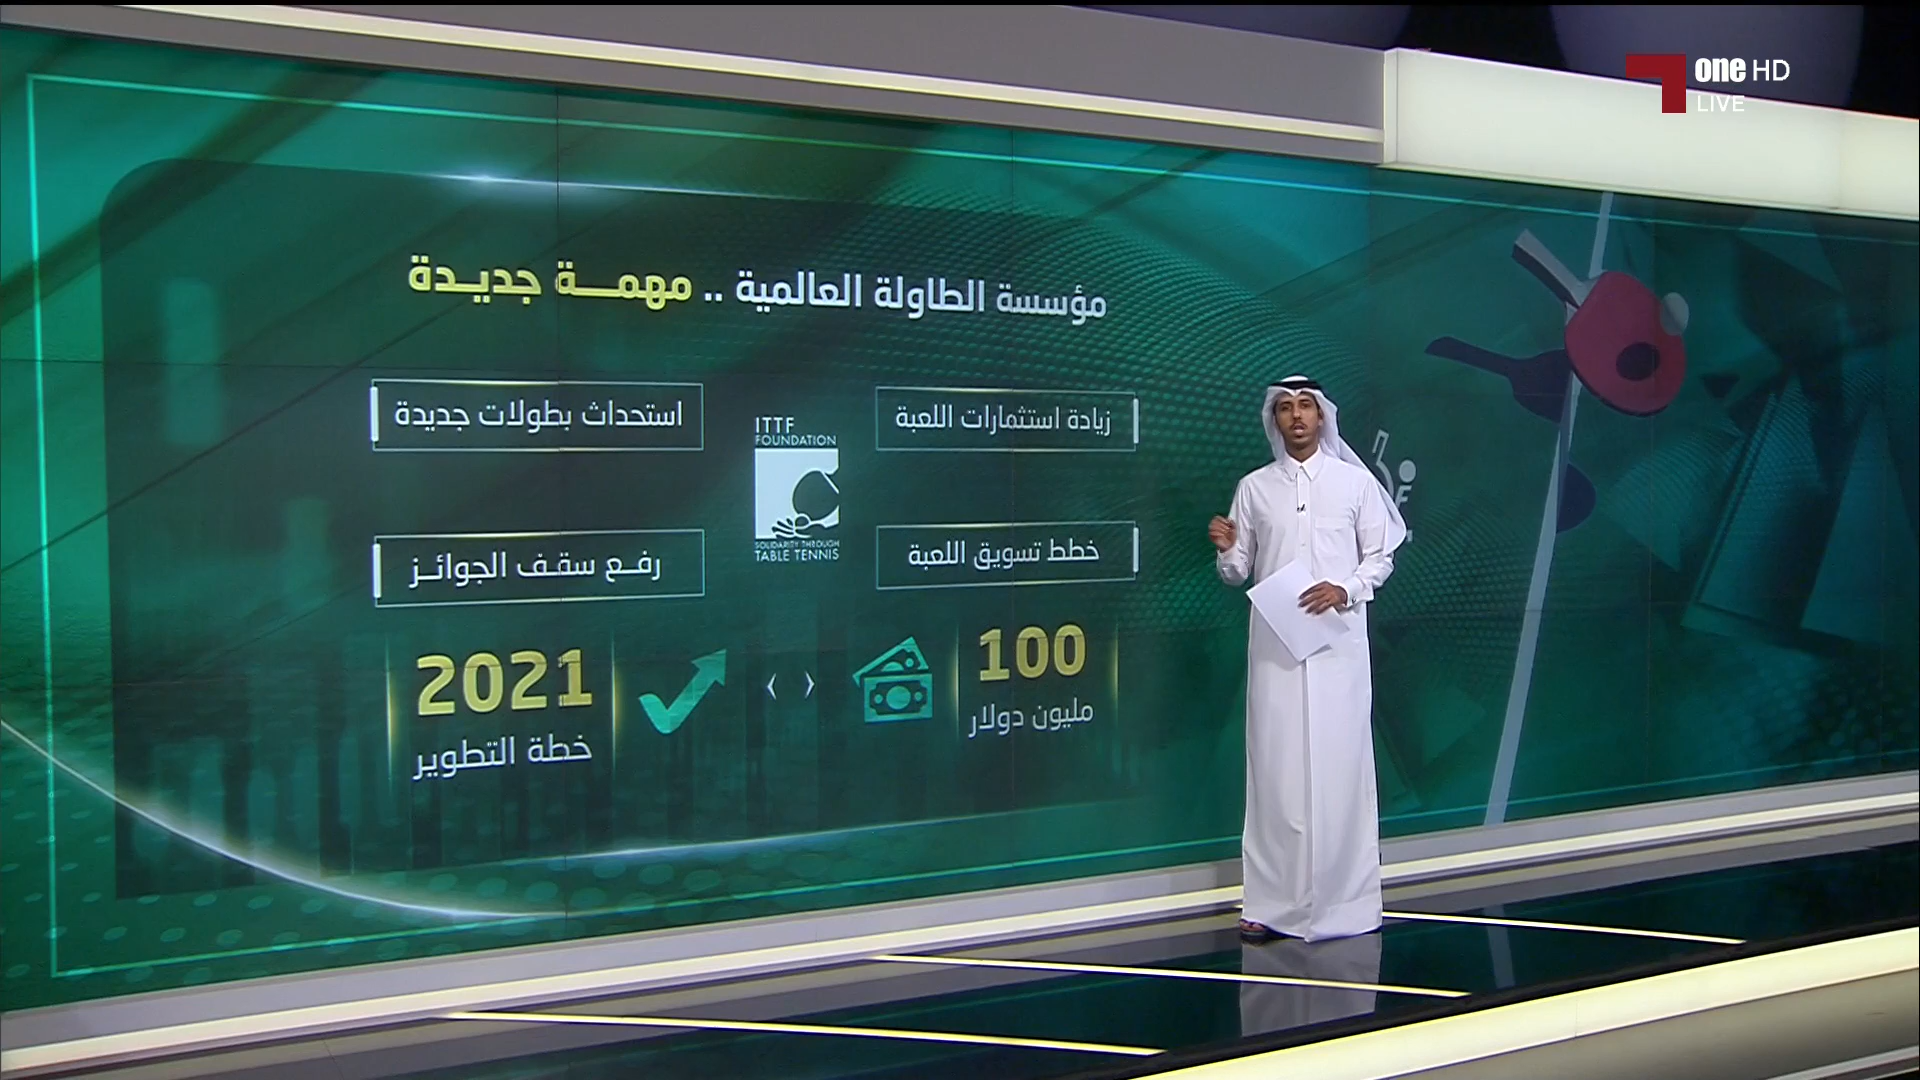 one HD
LIVE
مؤسسة الطاولة العالمية .. مهمـــة جديـدة
زيادة استثمارات اللعبة
استحداث بطولات جديدة
ITTF
FOUNDATION
SOLIDARITY THROUGH
TABLE TENNIS
خطط تسويق اللعبة
رفـع سقـف الجوائـز
100
مليون دولار
2021
خطة التطوير